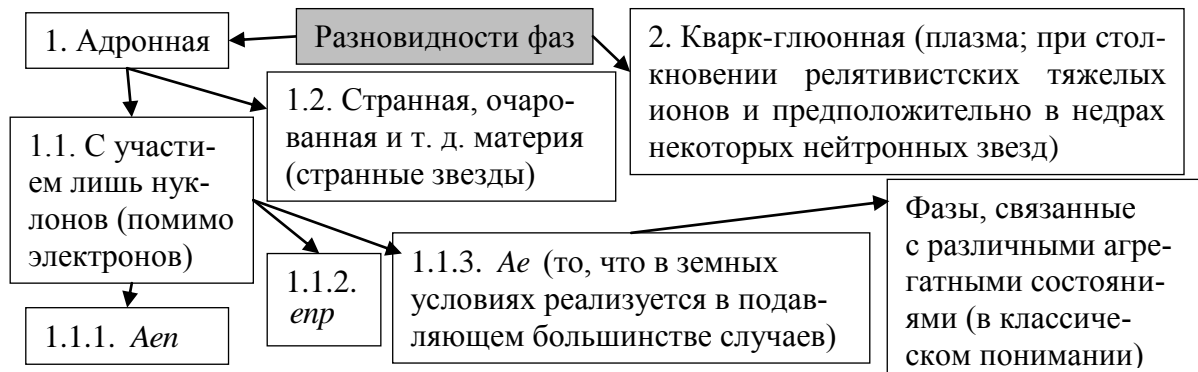 Разновидности фаз
1. Адронная
2. Кварк-глюонная (плазма; при стол-
кновении релятивистских тяжелых
ионов и предположительно в недрах
некоторых нейтронных звезд)
1.2. Странная, очаро-
ванная и т. д. материя
(странные звезды)
1.1. С участи-
ем лишь нук-
лонов (помимо
электронов)
1.1.1. Aen
1.1.2.
enp
1.1.3. Ae (то, что в земных
условиях реализуется в подав-
ляющем большинстве случаев)
Фазы, связанные
с различными агре-
гатными состояни-
ями (в классиче-
ском понимании)